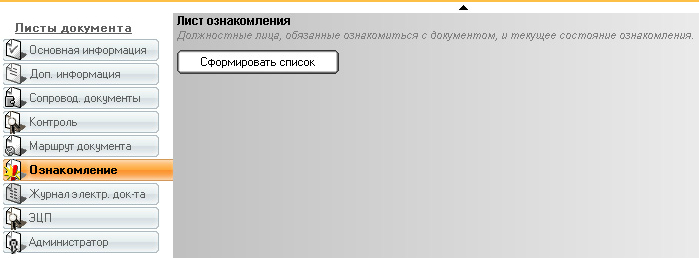 Листы документа
Основная информация
Доп. информация
Сопровод. документы
Контроль
Маршрут документа
Ознакомление
Журнал электр. док-та
ЭЦП
Администратор
Лист ознакомления
Должностные лица, обязанные ознакомиться с документом, и текущее состояние ознакомления.
Сформировать список